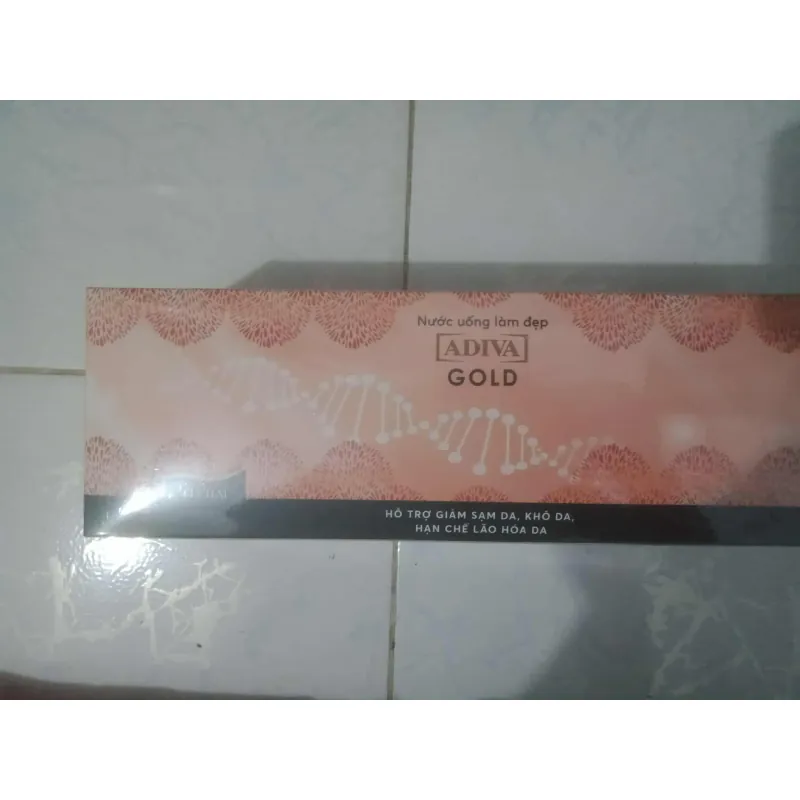 Nước uống làm đẹp
ADIVA
GOLD
HỖ TRỢ GIẢM SẠM DA, KHÔ DA,
HẠN CHẾ LÃO HÓA DA